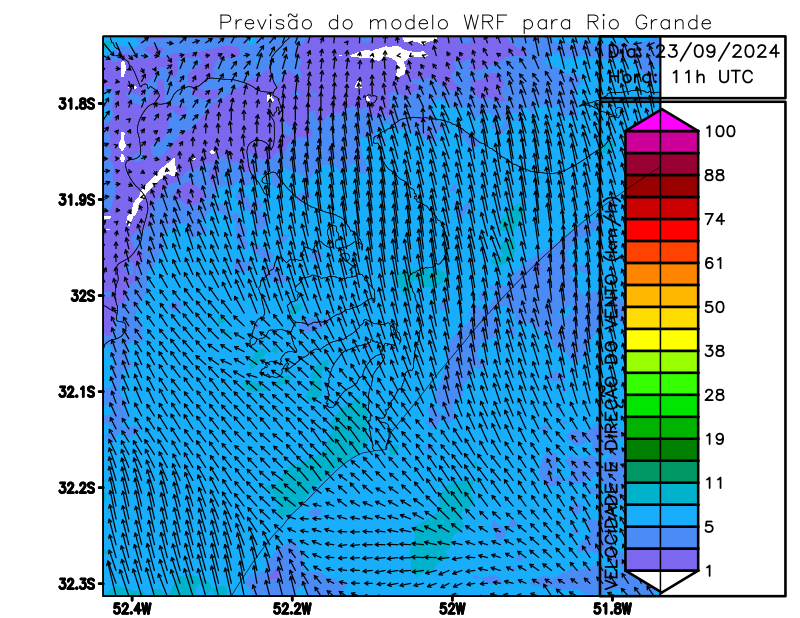 Previsão do modelo WRF para Rio Grande
Dia: 23/09/2024
Hora: 11h UTC
31.8S
31.9S
32S
32.1S
32.2S
32.3S
52.4W
52.2W
52W
51.8W
VELOCIDADE E DIREÇÃO DO VENTO (km/h)
100
88
74
61
50
38
28
19
11
5
1